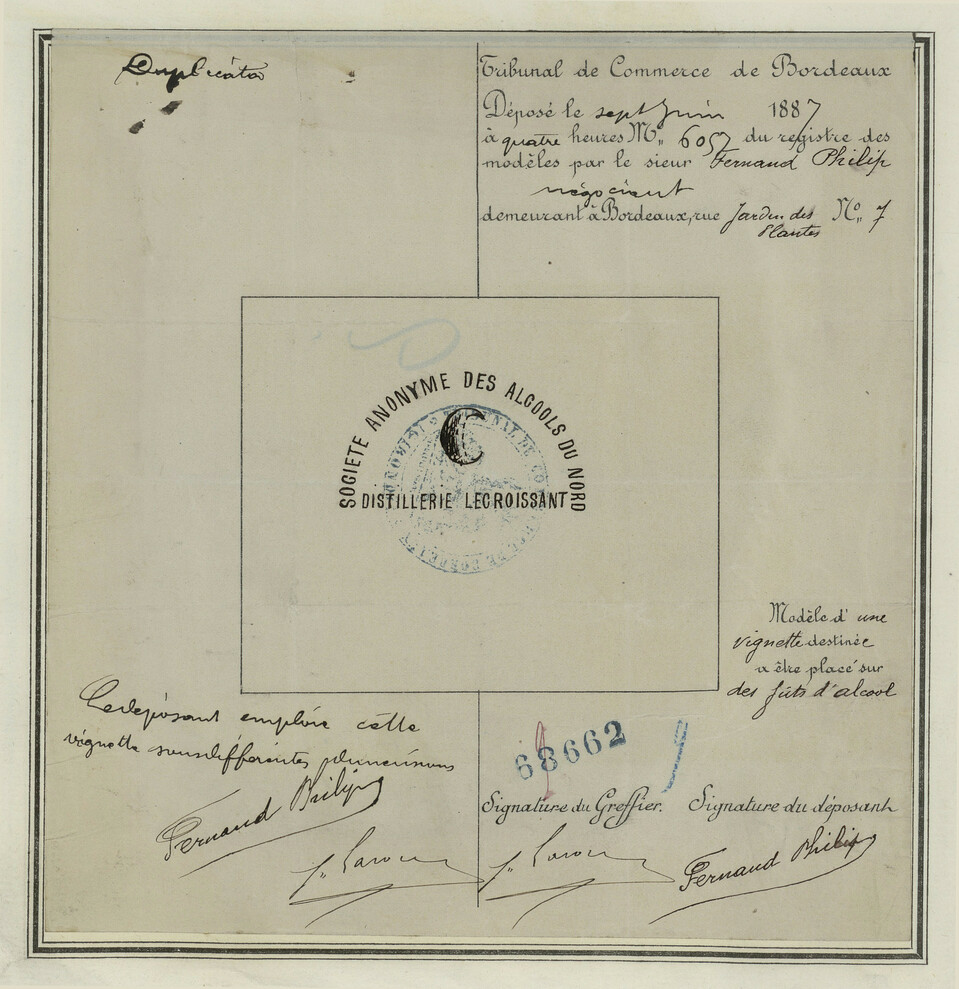 Duplicata
Tribunal de Commerce de Bordeaux
Déposé le sept Juin 1887
à quatre heures No 6057 du registre des
modèles par le sieur Fernand Philip
négociant
demeurant à Bordeaux, rue Jardin des Plantes No 7
SOCIETE ANONYME DES ALCOOLS DU NORD
C
DISTILLERIE LECROISSANT
Modèle d'une
vignette destinée
a être placé sur
des fûts d'alcool
Le déposant emploie cette
vignette sous différentes dimensions
Fernand Philip
68662
Signature du Greffier. Signature du déposant
Fernand Philip